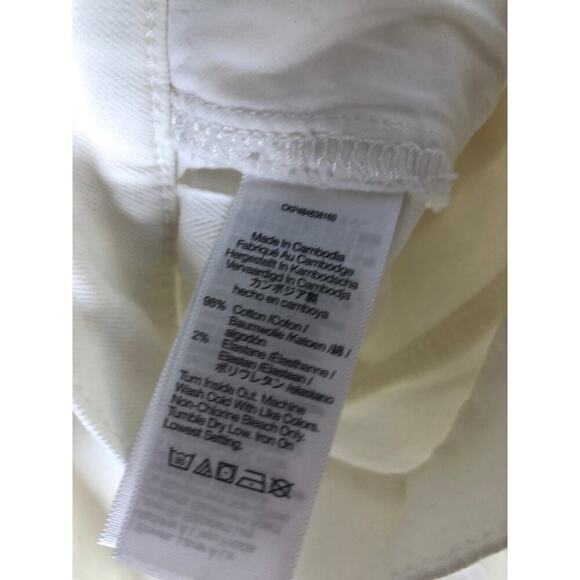 CKP484638160
Made In Cambodia
Fabriqué Au Cambodge
Hergestellt In Kambodscha
Vervaardigd In Cambodja
カンボジア製
hecho en camboya
98% Cotton /Coton /
Baumwolle /Katoen /綿 /
algodón
2% Elastane /Élasthanne /
Elastan /Elastaan /
ポリウレタン /elastano
Turn Inside Out. Machine
Wash Cold With Like Colors.
Non-Chlorine Bleach Only.
Tumble Dry Low. Iron On
Lowest Setting.